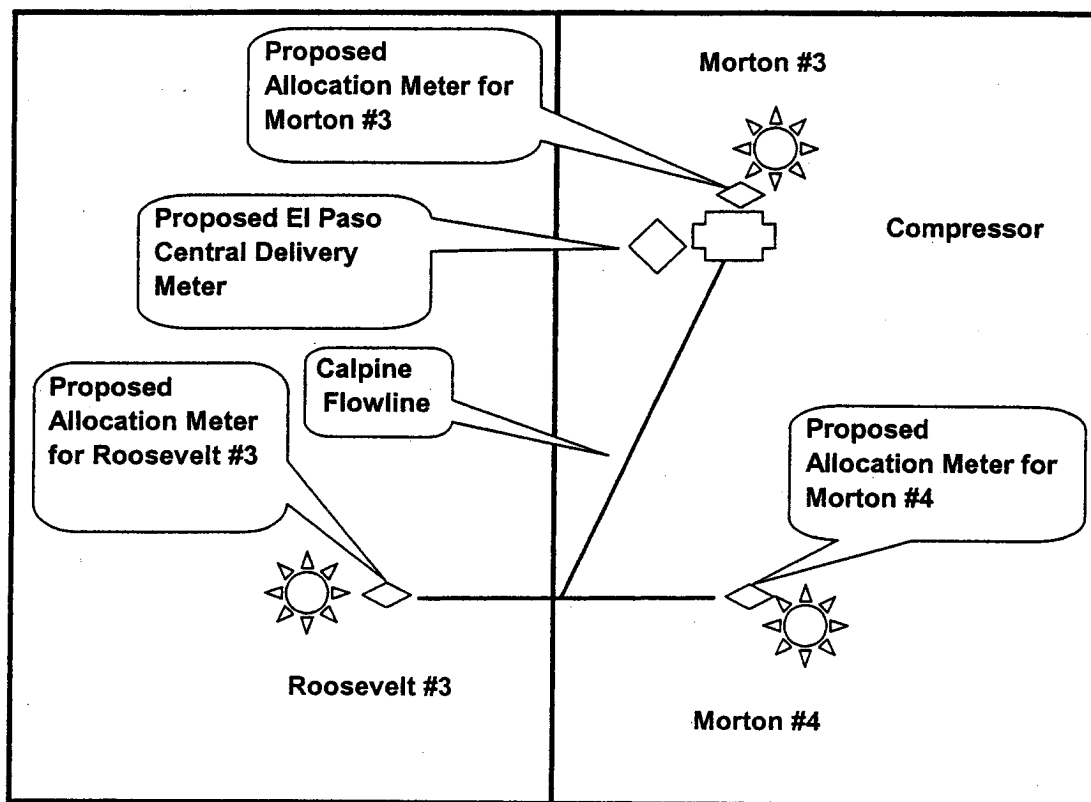 Proposed
Allocation Meter for
Morton #3
Morton #3
Proposed El Paso
Central Delivery
Meter
Compressor
Calpine
Flowline
Proposed
Allocation Meter
for Roosevelt #3
Proposed
Allocation Meter for
Morton #4
Roosevelt #3
Morton #4